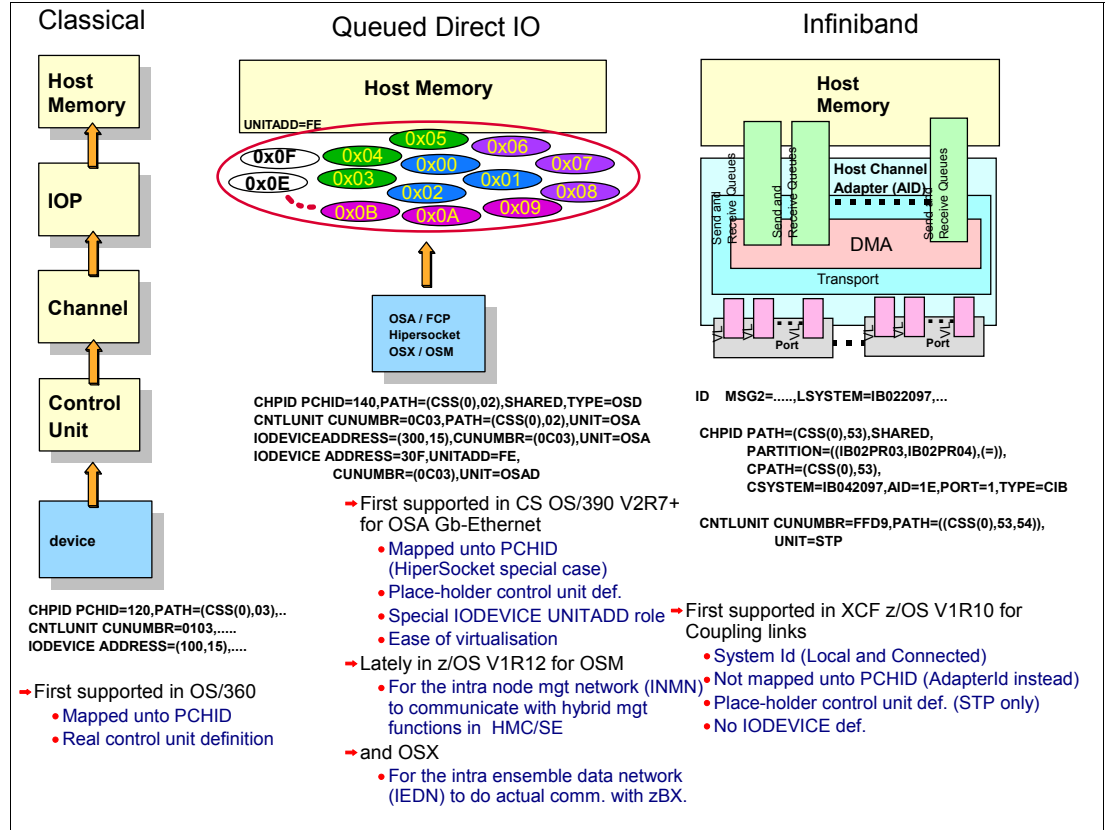 Classical
Host
Memory
IOP
Channel
Control
Unit
device
CHPID PCHID=120,PATH=(CSS(0),03),..
CNTLUNIT CUNUMBR=0103,.....
IODEVICE ADDRESS=(100,15),....
First supported in OS/360
Mapped unto PCHID
Real control unit definition
Queued Direct IO
Host Memory
UNITADD=FE
0x05
0x06
0x0F
0x04
0x00
0x07
0x0E
0x03
0x01
0x02
0x08
0x0B
0x0A
0x09
OSA / FCP
Hipersocket
OSX / OSM
CHPID PCHID=140,PATH=(CSS(0),02),SHARED,TYPE=OSD
CNTLUNIT CUNUMBR=0C03,PATH=(CSS(0),02),UNIT=OSA
IODEVICEADDRESS=(300,15),CUNUMBR=(0C03),UNIT=OSA
IODEVICE ADDRESS=30F,UNITADD=FE,
CUNUMBR=(0C03),UNIT=OSAD
First supported in CS OS/390 V2R7+
for OSA Gb-Ethernet
Mapped unto PCHID
(HiperSocket special case)
Place-holder control unit def.
Special IODEVICE UNITADD role
Ease of virtualisation
Lately in z/OS V1R12 for OSM
For the intra node mgt network (INMN)
to communicate with hybrid mgt
functions in HMC/SE
and OSX
For the intra ensemble data network
(IEDN) to do actual comm. with zBX.
Infiniband
Host
Memory
Send and
Receive Queues
Send and
Receive Queues
Host Channel
Adapter (AID)
Send and
Receive Queues
DMA
Transport
VL
VL
VL
Port
VL
VL
VL
Port
ID MSG2=.....,LSYSTEM=IB022097,...
CHPID PATH=(CSS(0),53),SHARED,
PARTITION=((IB02PR03,IB02PR04),(=)),
CPATH=(CSS(0),53),
CSYSTEM=IB042097,AID=1E,PORT=1,TYPE=CIB
CNTLUNIT CUNUMBR=FFD9,PATH=((CSS(0),53,54)),
UNIT=STP
First supported in XCF z/OS V1R10 for
Coupling links
System Id (Local and Connected)
Not mapped unto PCHID (AdapterId instead)
Place-holder control unit def. (STP only)
No IODEVICE def.